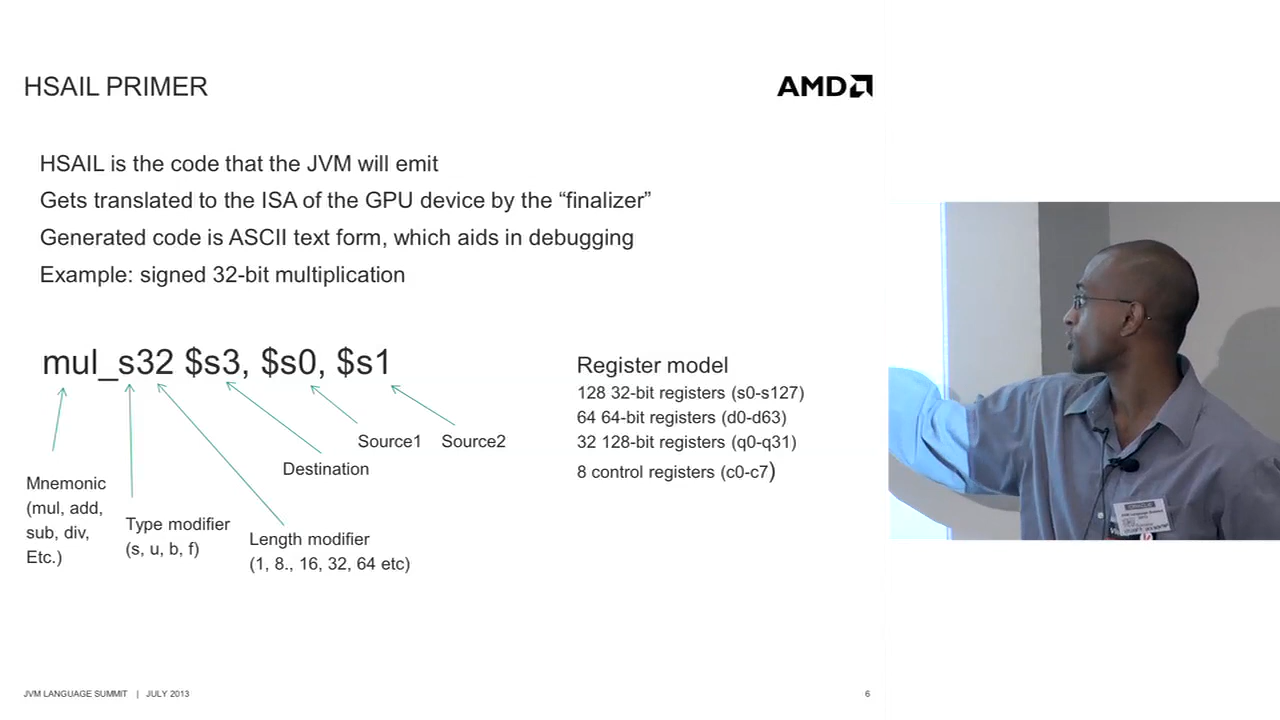 HSAIL PRIMER
AMD
HSAIL is the code that the JVM will emit
Gets translated to the ISA of the GPU device by the “finalizer”
Generated code is ASCII text form, which aids in debugging
Example: signed 32-bit multiplication
mul_s32 $s3, $s0, $s1
Source1
Source2
Destination
Mnemonic
(mul, add,
sub, div,
Etc.)
Type modifier
(s, u, b, f)
Length modifier
(1, 8., 16, 32, 64 etc)
Register model
128 32-bit registers (s0-s127)
64 64-bit registers (d0-d63)
32 128-bit registers (q0-q31)
8 control registers (c0-c7)
ORACLE
JVM LANGUAGE SUMMIT | JULY 2013
6